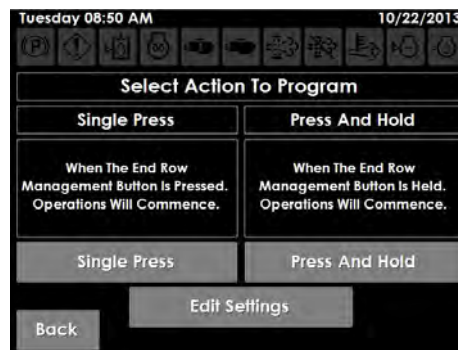 Tuesday 08:50 AM 10/22/2013
Select Action To Program
Single Press Press And Hold
When The End Row
Management Button Is Pressed.
Operations Will Commence.
When The End Row
Management Button Is Held.
Operations Will Commence.
Single Press Press And Hold
Edit Settings
Back